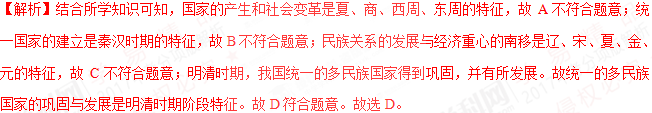 【解析】结合所学知识可知，国家的产生和社会变革是夏、商、西周、东周的特征，故 A 不符合题意；统
一国家的建立是秦汉时期的特征，故 B 不符合题意；民族关系的发展与经济重心的南移是辽、宋、夏、金、
元的特征，故 C 不符合题意；明清时期，我国统一的多民族国家得到巩固，并有所发展。故统一的多民族
国家的巩固与发展是明清时期阶段特征。故 D 符合题意。故选 D。